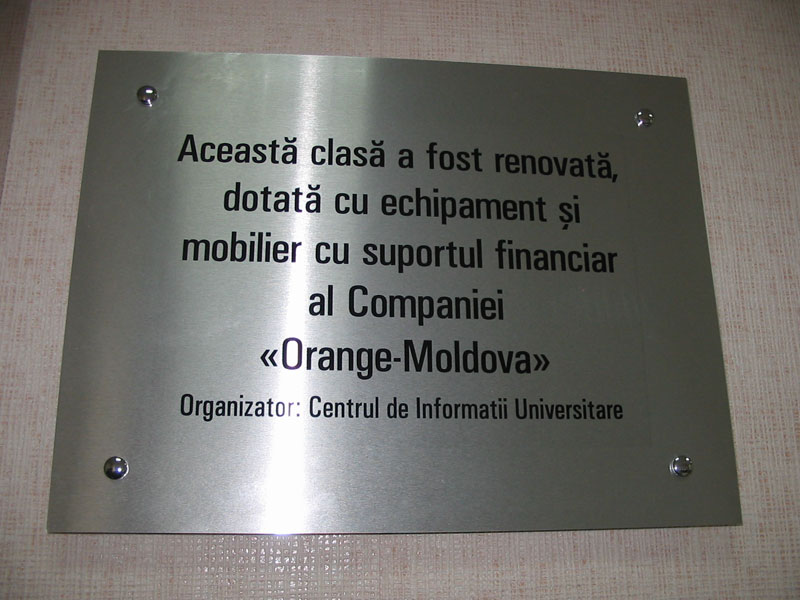 Această clasă a fost renovată,
dotată cu echipament și
mobilier cu suportul financiar
al Companiei
«Orange-Moldova»
Organizator: Centrul de Informatii Universitare